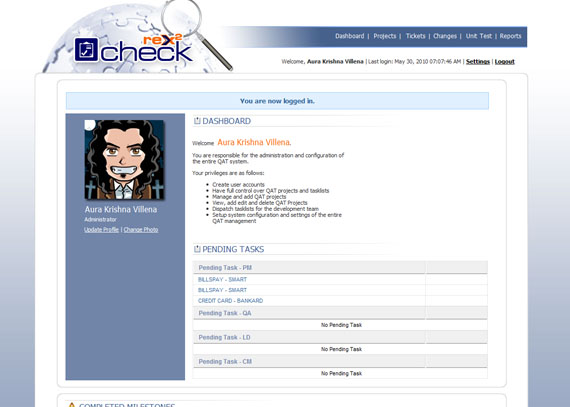 rex²
check
Dashboard | Projects | Tickets | Changes | Unit Test | Reports
Welcome, Aura Krishna Villena | Last login: May 30, 2010 07:07:46 AM | Settings | Logout
You are now logged in.
DASHBOARD
Welcome Aura Krishna Villena.
You are responsible for the administration and configuration of
the entire QAT system.
Your privileges are as follows:
• Create user accounts
• Have full control over QAT projects and tasklists
• Manage and add QAT projects
• View, add edit and delete QAT Projects
• Dispatch tasklists for the development team
• Setup system configuration and settings of the entire
QAT management
Aura Krishna Villena
Administrator
Update Profile | Change Photo
PENDING TASKS
Pending Task - PM
BILLSPAY - SMART
BILLSPAY - SMART
CREDIT CARD - BANKARD
Pending Task - QA
No Pending Task
Pending Task - LD
No Pending Task
Pending Task - CM
No Pending Task
COMPLETED MILESTONES